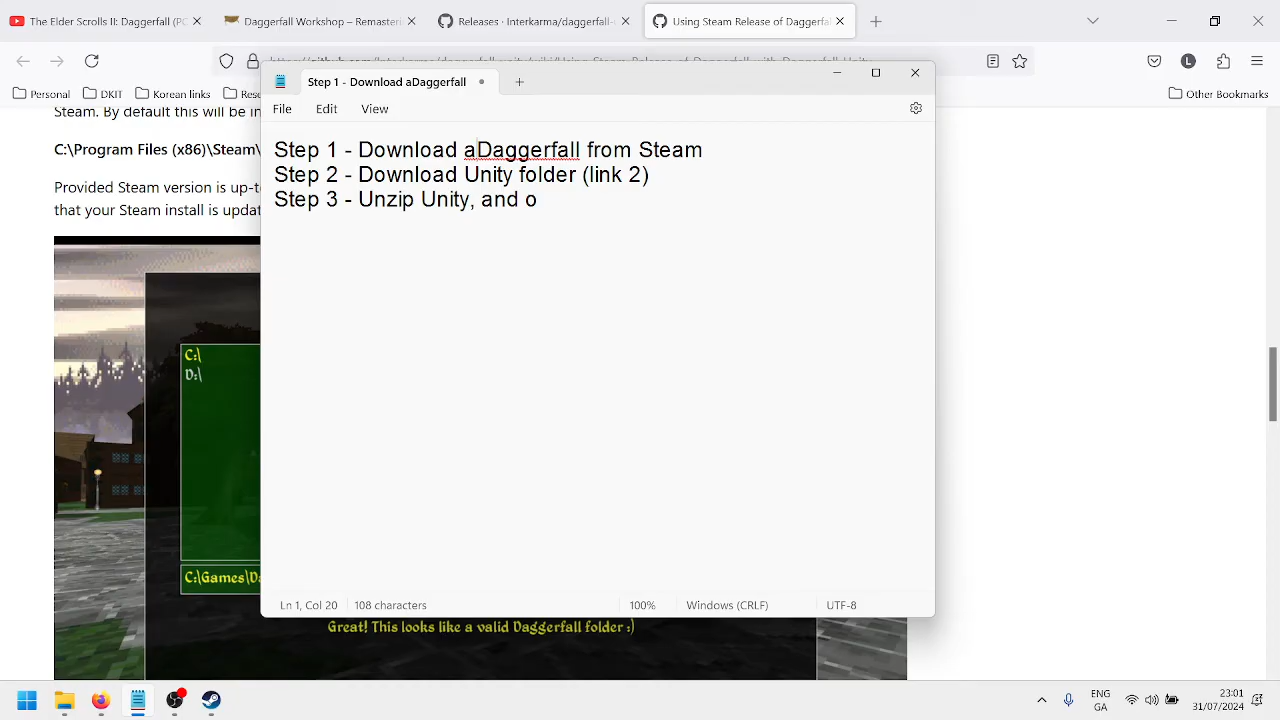 The Elder Scrolls II: Daggerfall (PC
Daggerfall Workshop – Remasteri
Releases · Interkarma/daggerfall-
Using Steam Release of Daggerfal
Personal
DKIT
Korean links
Other Bookmarks
Steam. By default this will be in
C:\Program Files (x86)\Steam\
Provided Steam version is up-t
that your Steam install is updat
Step 1 - Download aDaggerfall
File
Edit
View
Step 1 - Download aDaggerfall from Steam
Step 2 - Download Unity folder (link 2)
Step 3 - Unzip Unity, and o
C:\
D:\
C:\Games\D
Ln 1, Col 20
108 characters
100%
Windows (CRLF)
UTF-8
Great! This looks like a valid Daggerfall folder :)
ENG
GA
23:01
31/07/2024